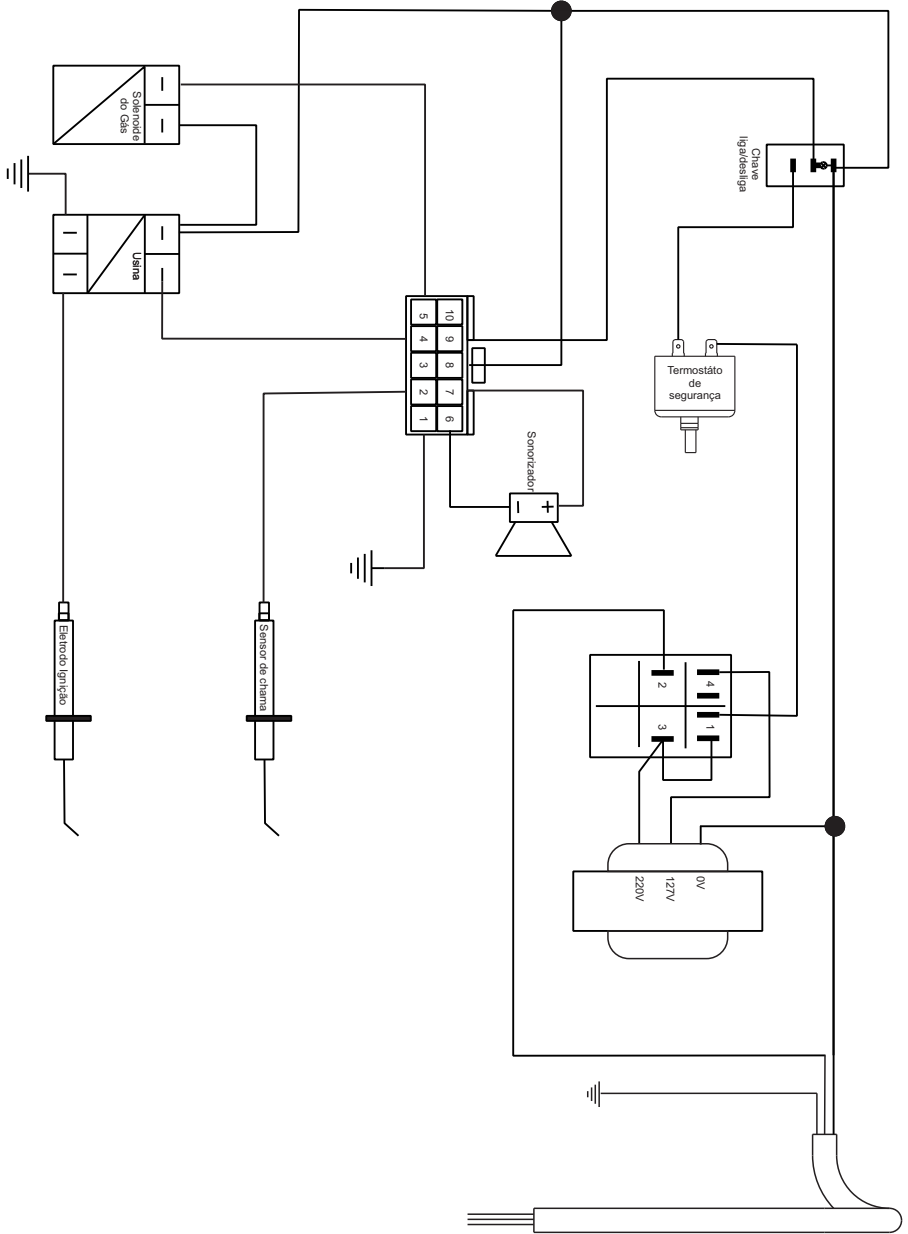 Solenoide
do Gás
Usina
Chave
liga/desliga
Termostáto
de
segurança
5
10
4
9
3
8
2
7
1
6
Sonorizador
- +
Eletrodo Ignição
Sensor de chama
2
4
3
1
220V
127V
0V